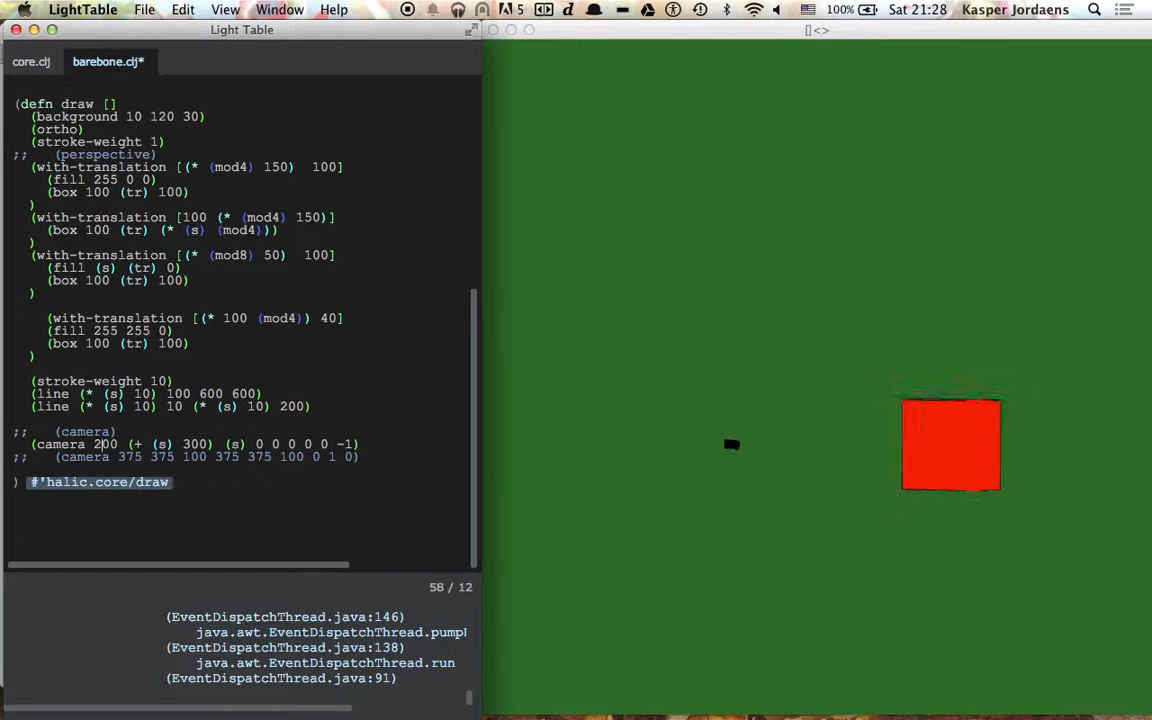 LightTable File Edit View Window Help 5 d 100% Sat 21:28 Kasper Jordaens
Light Table
[]<>
core.clj barebone.clj*
(defn draw []
(background 10 120 30)
(ortho)
(stroke-weight 1)
;; (perspective)
(with-translation [(* (mod4) 150) 100]
(fill 255 0 0)
(box 100 (tr) 100)
)
(with-translation [100 (* (mod4) 150)]
(box 100 (tr) (* (s) (mod4)))
)
(with-translation [(* (mod8) 50) 100]
(fill (s) (tr) 0)
(box 100 (tr) 100)
)
(with-translation [(* 100 (mod4)) 40]
(fill 255 255 0)
(box 100 (tr) 100)
)
(stroke-weight 10)
(line (* (s) 10) 100 600 600)
(line (* (s) 10) 10 (* (s) 10) 200)
;; (camera)
(camera 200 (+ (s) 300) (s) 0 0 0 0 0 -1)
;; (camera 375 375 100 375 375 100 0 1 0)
) #'halic.core/draw
58 / 12
(EventDispatchThread.java:146)
java.awt.EventDispatchThread.pumpl
(EventDispatchThread.java:138)
java.awt.EventDispatchThread.run
(EventDispatchThread.java:91)